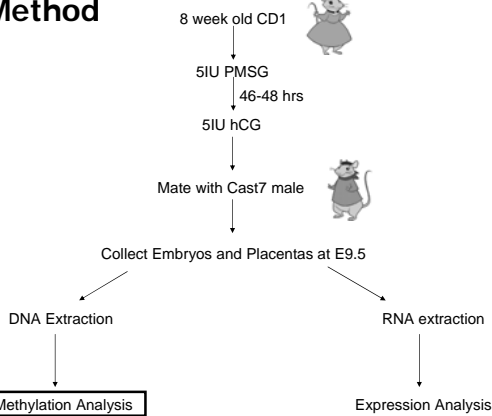 Method
8 week old CD1
5IU PMSG
46-48 hrs
5IU hCG
Mate with Cast7 male
Collect Embryos and Placentas at E9.5
DNA Extraction
RNA extraction
Methylation Analysis
Expression Analysis